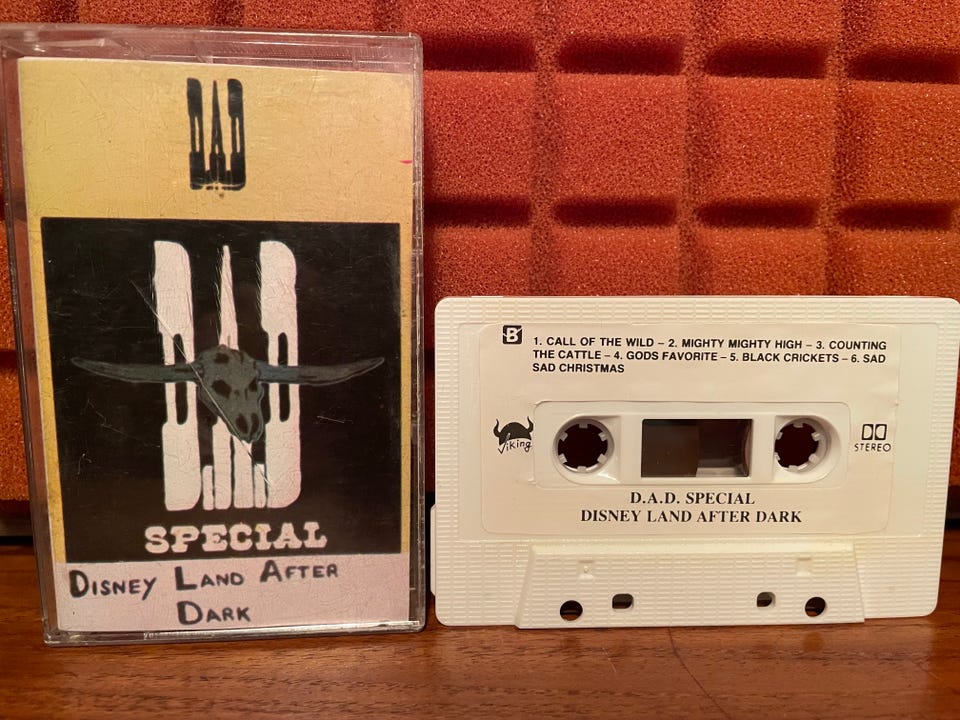 DAD
DAD
SPECIAL
DISNEY LAND AFTER
DARK
B
1. CALL OF THE WILD – 2. MIGHTY MIGHTY HIGH – 3. COUNTING
THE CATTLE – 4. GODS FAVORITE – 5. BLACK CRICKETS – 6. SAD
SAD CHRISTMAS
Viking
STEREO
D.A.D. SPECIAL
DISNEY LAND AFTER DARK